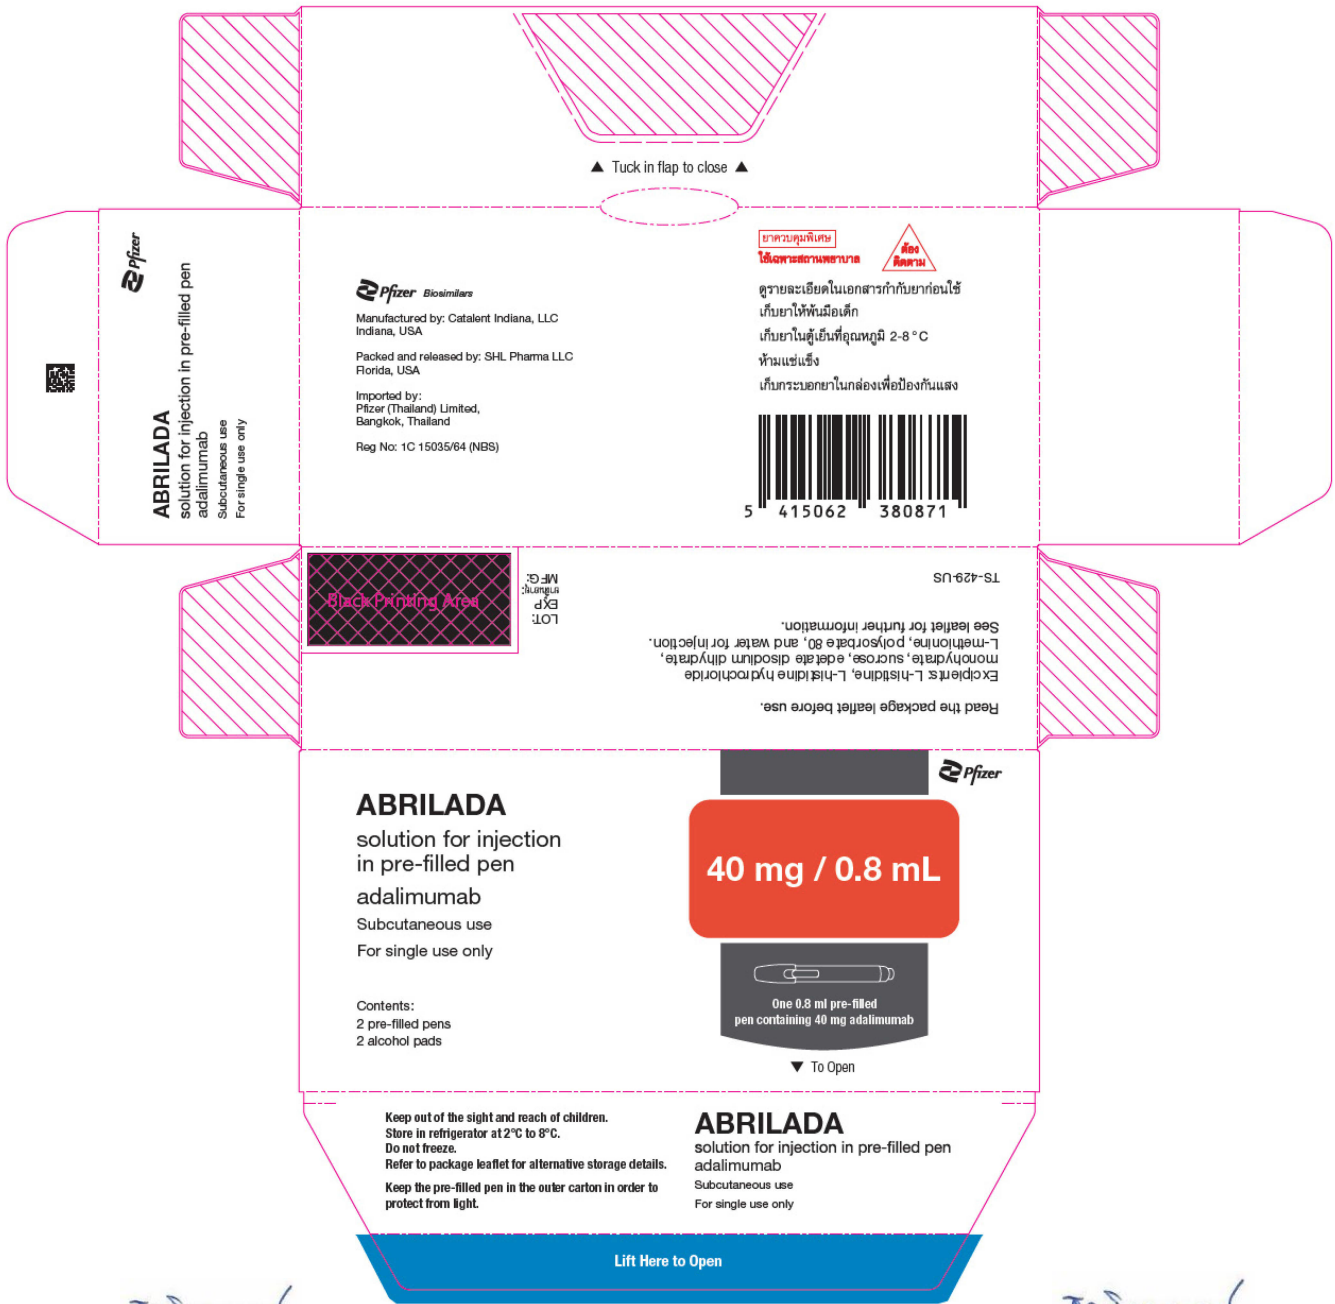 ▲ Tuck in flap to close ▲
Pfizer
ABRILADA
solution for injection in pre-filled pen
adalimumab
Subcutaneous use
For single use only
Pfizer Biosimilars
Manufactured by: Catalent Indiana, LLC
Indiana, USA
Packed and released by: SHL Pharma LLC
Florida, USA
Imported by:
Pfizer (Thailand) Limited,
Bangkok, Thailand
Reg No: 1C 15035/64 (NBS)
ยาควบคุมพิเศษ
ใช้เฉพาะสถานพยาบาล
ต้อง
ติดตาม
ดูรายละเอียดในเอกสารกำกับยาก่อนใช้
เก็บยาให้พ้นมือเด็ก
เก็บยาในตู้เย็นที่อุณหภูมิ 2-8°C
ห้ามแช่แข็ง
เก็บกระบอกยาในกล่องเพื่อป้องกันแสง
5 415062 380871
Black Printing Area
LOT:
EXP
ยาสิ้นอายุ:
MFG:
Read the package leaflet before use.
Excipients: L-histidine, L-histidine hydrochloride
monohydrate, sucrose, edetate disodium dihydrate,
L-methionine, polysorbate 80, and water for injection.
See leaflet for further information.
TS-429-US
ABRILADA
solution for injection
in pre-filled pen
adalimumab
Subcutaneous use
For single use only
Contents:
2 pre-filled pens
2 alcohol pads
Pfizer
40 mg / 0.8 mL
One 0.8 ml pre-filled
pen containing 40 mg adalimumab
▼ To Open
Keep out of the sight and reach of children.
Store in refrigerator at 2°C to 8°C.
Do not freeze.
Refer to package leaflet for alternative storage details.
Keep the pre-filled pen in the outer carton in order to
protect from light.
ABRILADA
solution for injection in pre-filled pen
adalimumab
Subcutaneous use
For single use only
Lift Here to Open